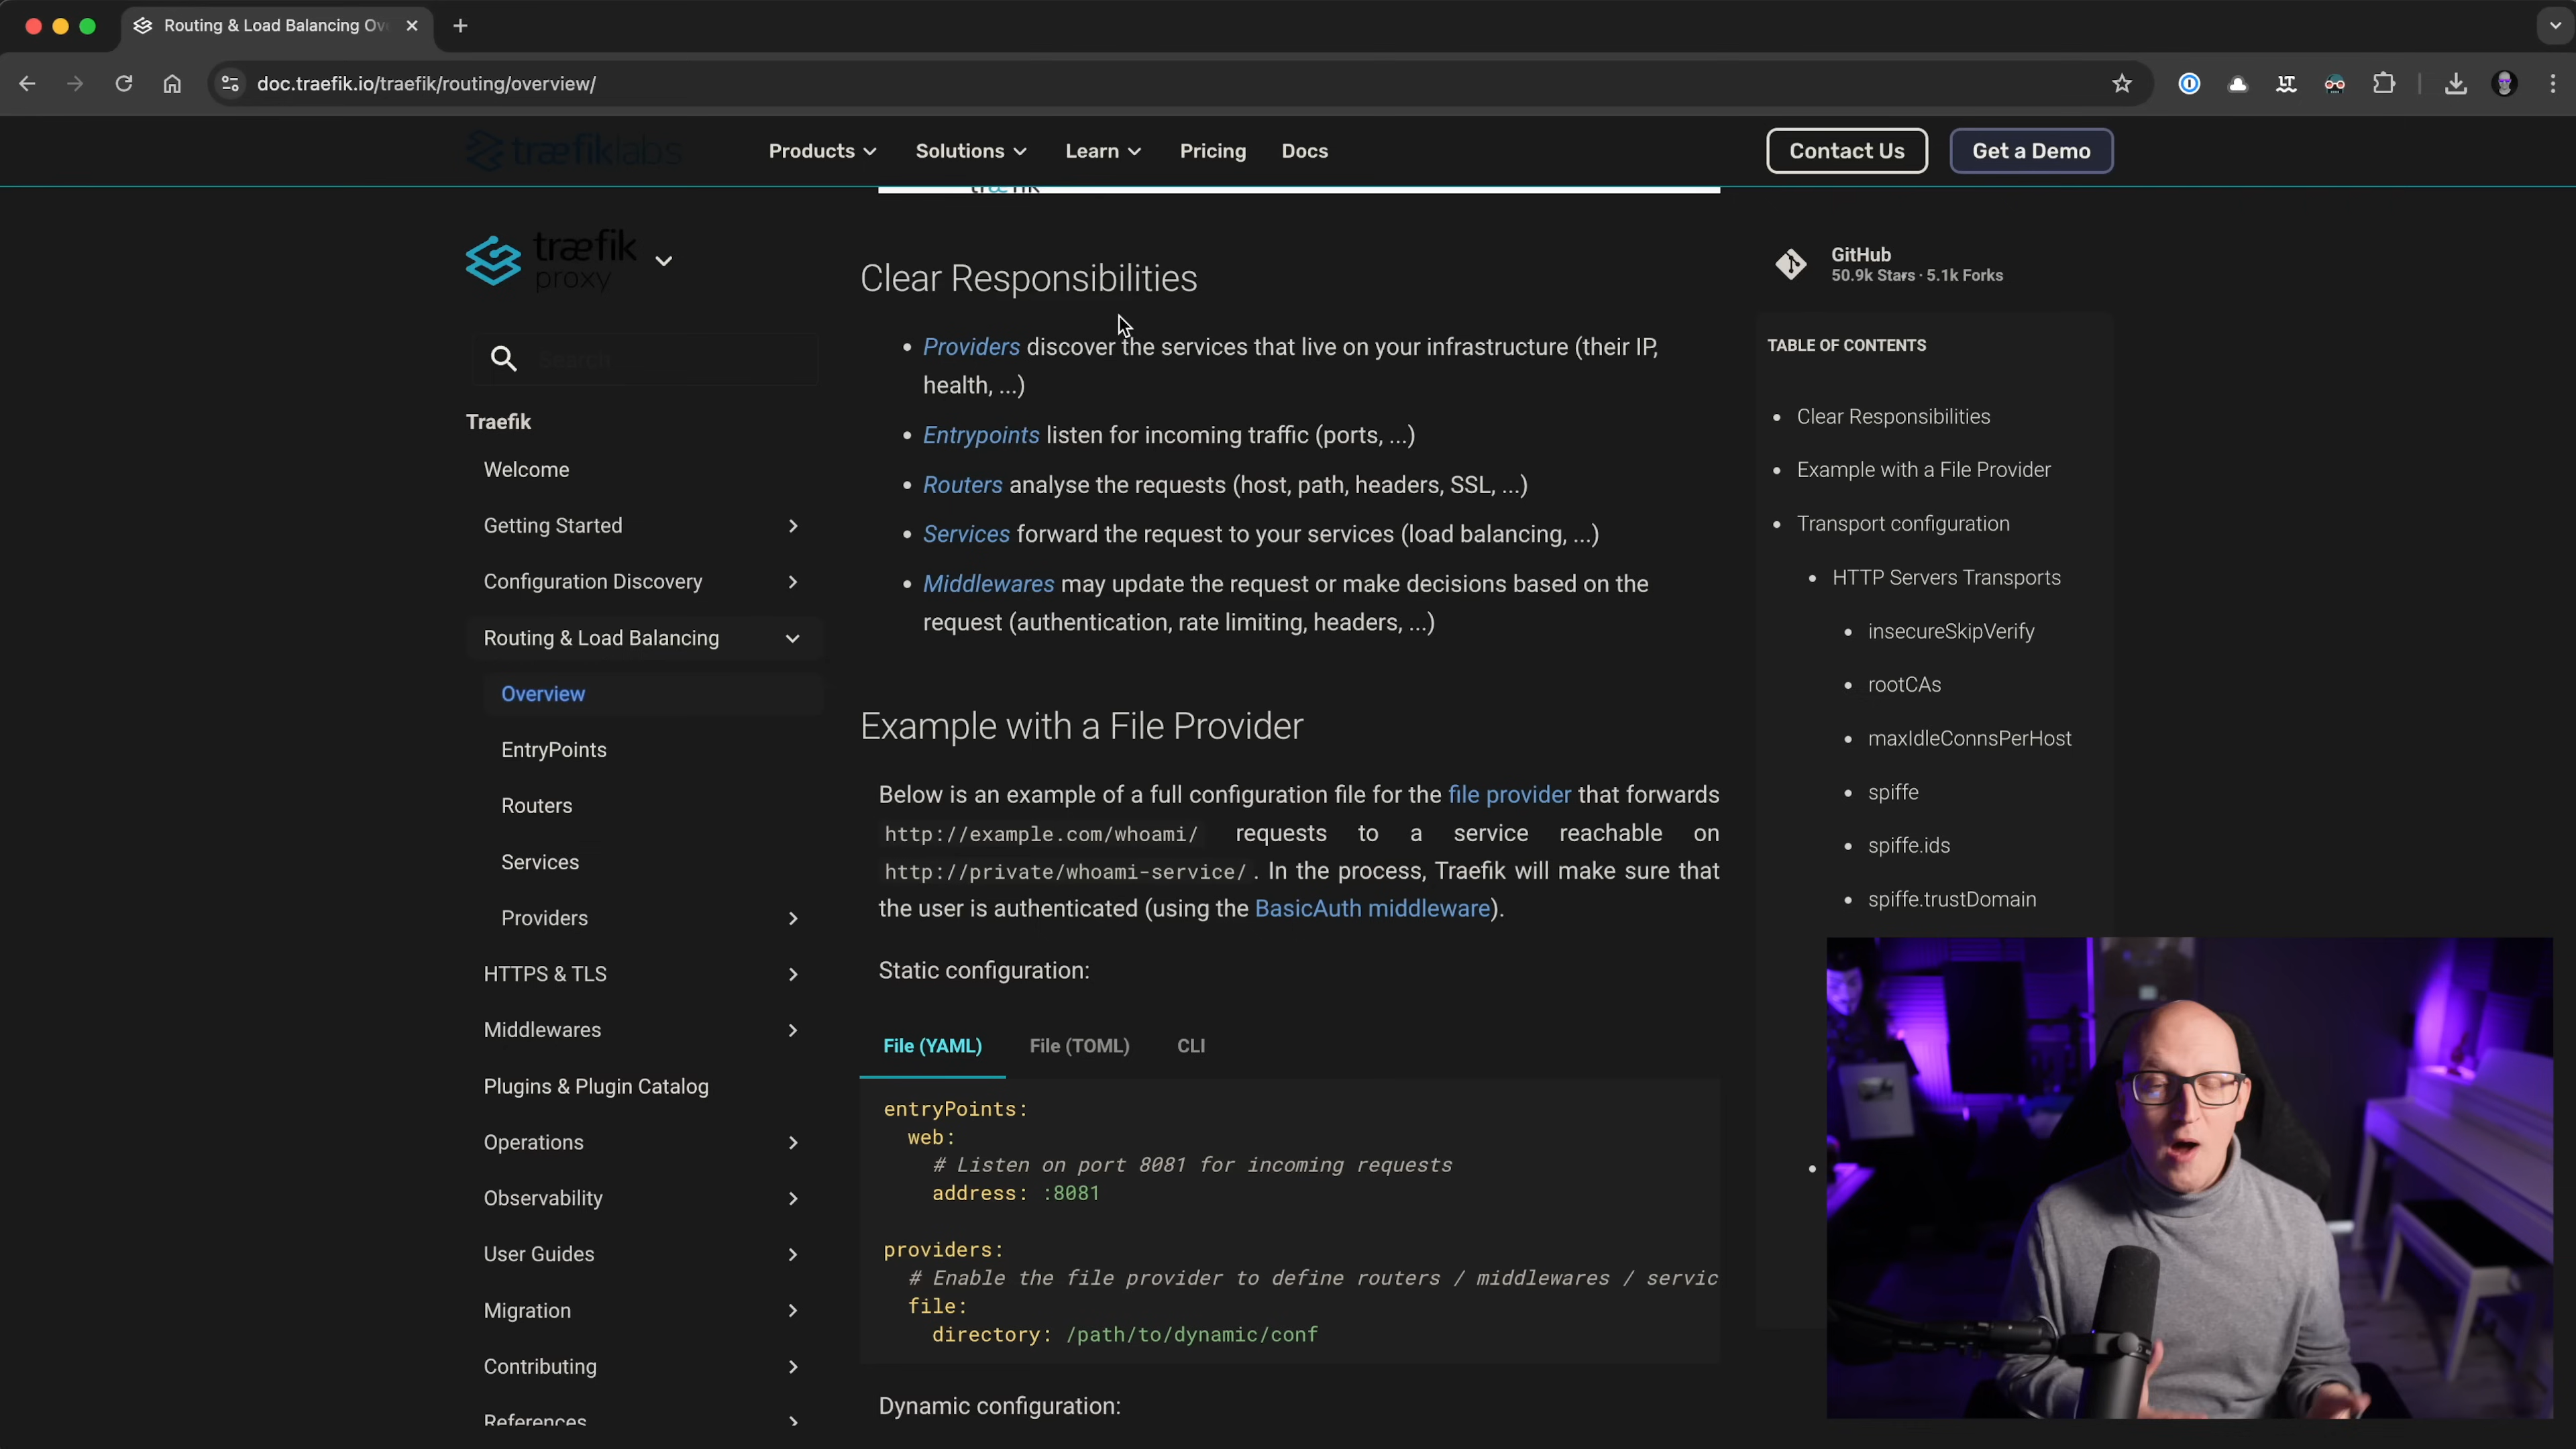 Routing & Load Balancing Ov
doc.traefik.io/traefik/routing/overview/
træfiklabs
Products
Solutions
Learn
Pricing
Docs
Contact Us
Get a Demo
træfik
proxy
Search
Traefik
Welcome
Getting Started
Configuration Discovery
Routing & Load Balancing
Overview
EntryPoints
Routers
Services
Providers
HTTPS & TLS
Middlewares
Plugins & Plugin Catalog
Operations
Observability
User Guides
Migration
Contributing
References
Clear Responsibilities
• Providers discover the services that live on your infrastructure (their IP,
health, ...)
• Entrypoints listen for incoming traffic (ports, ...)
• Routers analyse the requests (host, path, headers, SSL, ...)
• Services forward the request to your services (load balancing, ...)
• Middlewares may update the request or make decisions based on the
request (authentication, rate limiting, headers, ...)
Example with a File Provider
Below is an example of a full configuration file for the file provider that forwards
http://example.com/whoami/ requests to a service reachable on
http://private/whoami-service/. In the process, Traefik will make sure that
the user is authenticated (using the BasicAuth middleware).
Static configuration:
File (YAML)
File (TOML)
CLI
entryPoints:
web:
# Listen on port 8081 for incoming requests
address: :8081
providers:
# Enable the file provider to define routers / middlewares / servic
file:
directory: /path/to/dynamic/conf
Dynamic configuration:
GitHub
50.9k Stars · 5.1k Forks
TABLE OF CONTENTS
• Clear Responsibilities
• Example with a File Provider
• Transport configuration
• HTTP Servers Transports
• insecureSkipVerify
• rootCAs
• maxIdleConnsPerHost
• spiffe
• spiffe.ids
• spiffe.trustDomain